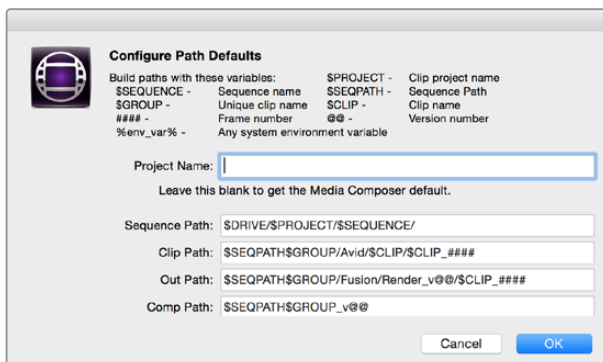 Configure Path Defaults
Build paths with these variables: $PROJECT - Clip project name
$SEQUENCE - Sequence name $SEQPATH - Sequence Path
$GROUP - Unique clip name $CLIP - Clip name
#### - Frame number @@ - Version number
%env_var% - Any system environment variable
Project Name:
Leave this blank to get the Media Composer default.
Sequence Path: $DRIVE/$PROJECT/$SEQUENCE/
Clip Path: $SEQPATH$GROUP/Avid/$CLIP/$CLIP_####
Out Path: $SEQPATH$GROUP/Fusion/Render_v@@/$CLIP_####
Comp Path: $SEQPATH$GROUP_v@@
Cancel OK